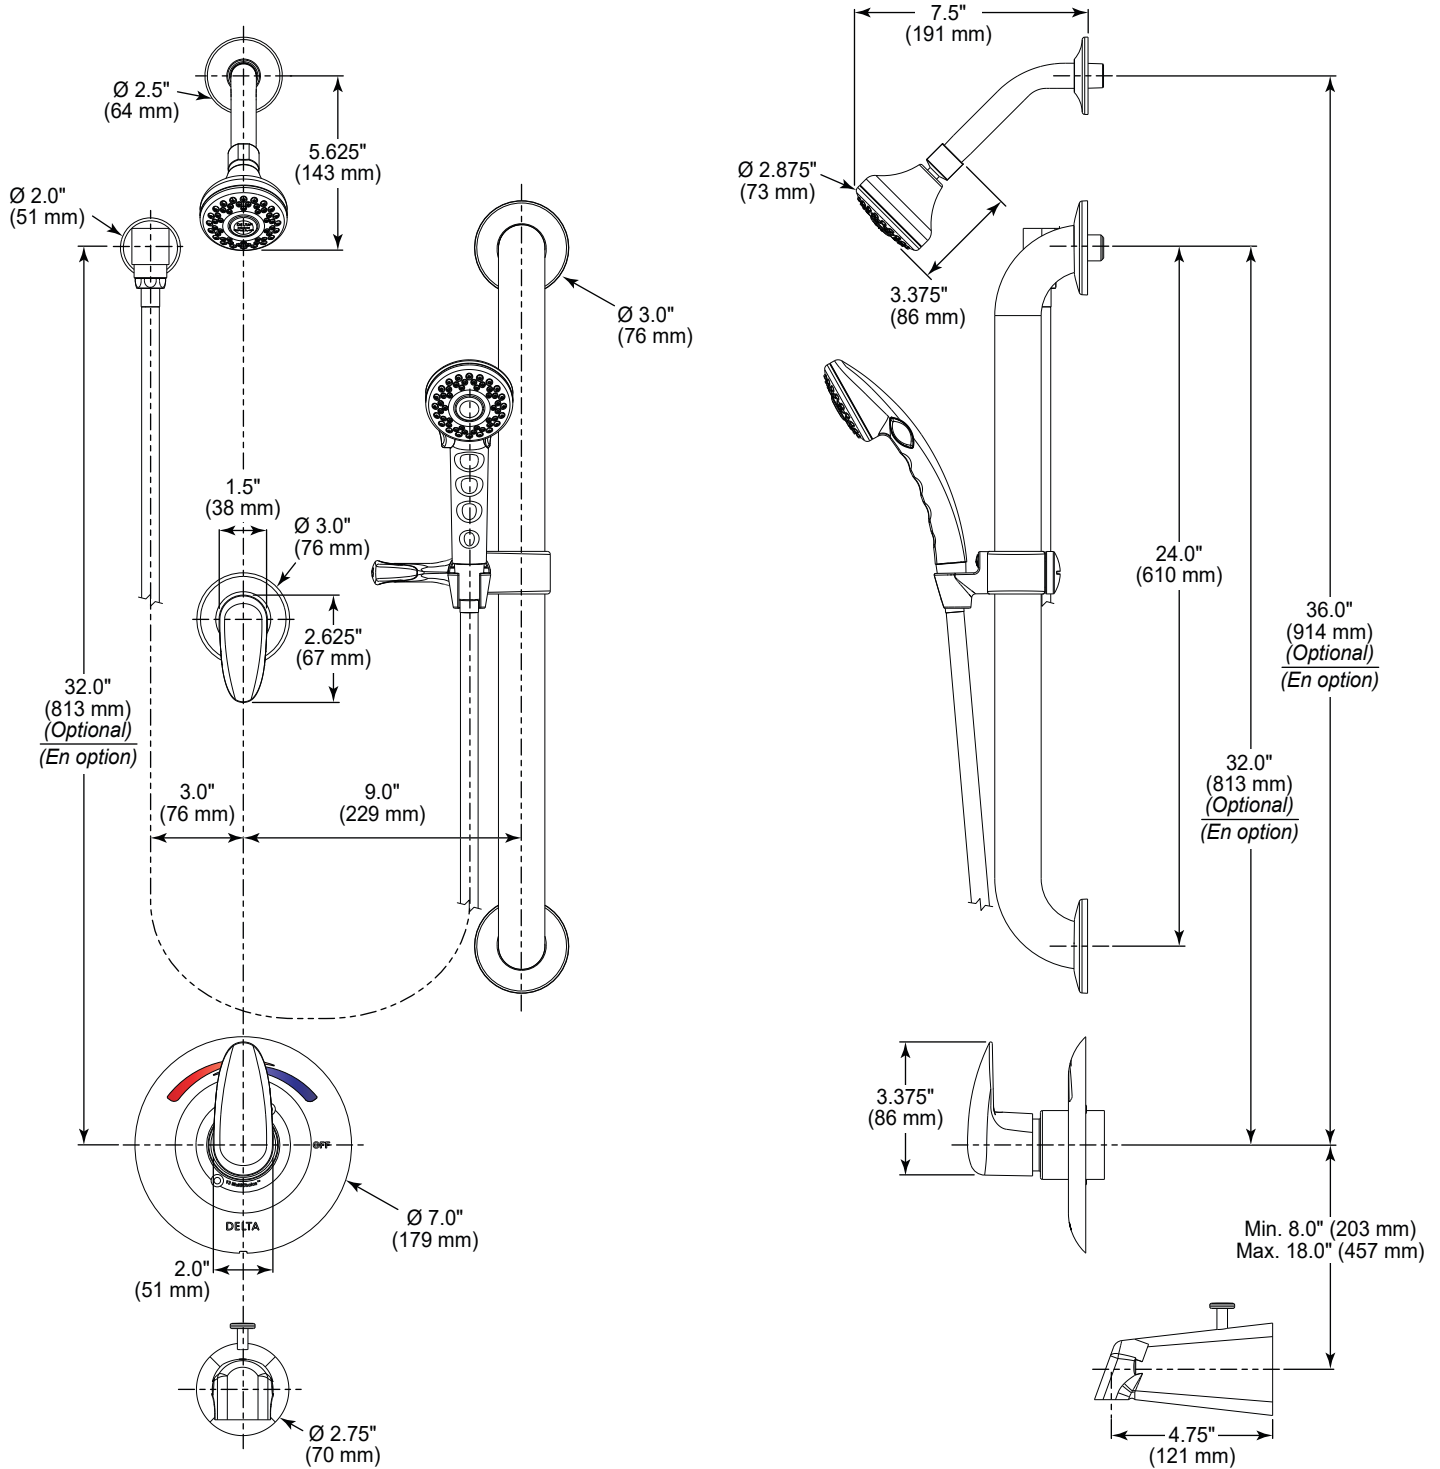 7.5"
(191 mm)
Ø 2.5"
(64 mm)
5.625"
(143 mm)
Ø 2.875"
(73 mm)
Ø 2.0"
(51 mm)
3.375"
(86 mm)
Ø 3.0"
(76 mm)
1.5"
(38 mm)
Ø 3.0"
(76 mm)
24.0"
(610 mm)
36.0"
(914 mm)
(Optional)
(En option)
2.625"
(67 mm)
32.0"
(813 mm)
(Optional)
(En option)
32.0"
(813 mm)
(Optional)
(En option)
3.0"
(76 mm)
9.0"
(229 mm)
3.375"
(86 mm)
OFF
DELTA
Ø 7.0"
(179 mm)
Min. 8.0" (203 mm)
Max. 18.0" (457 mm)
2.0"
(51 mm)
Ø 2.75"
(70 mm)
4.75"
(121 mm)